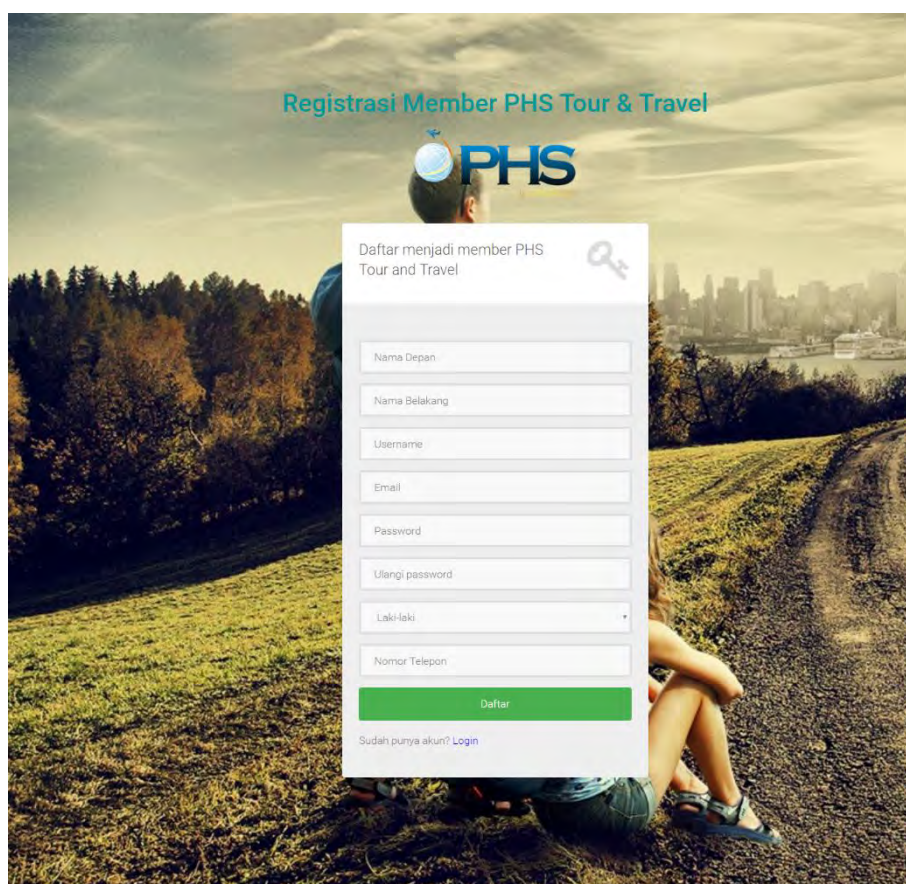 Registrasi Member PHS Tour & Travel
PHS
Daftar menjadi member PHS
Tour and Travel
Nama Depan
Nama Belakang
Username
Email
Password
Ulangi password
Laki-laki
Nomor Telepon
Daftar
Sudah punya akun? Login